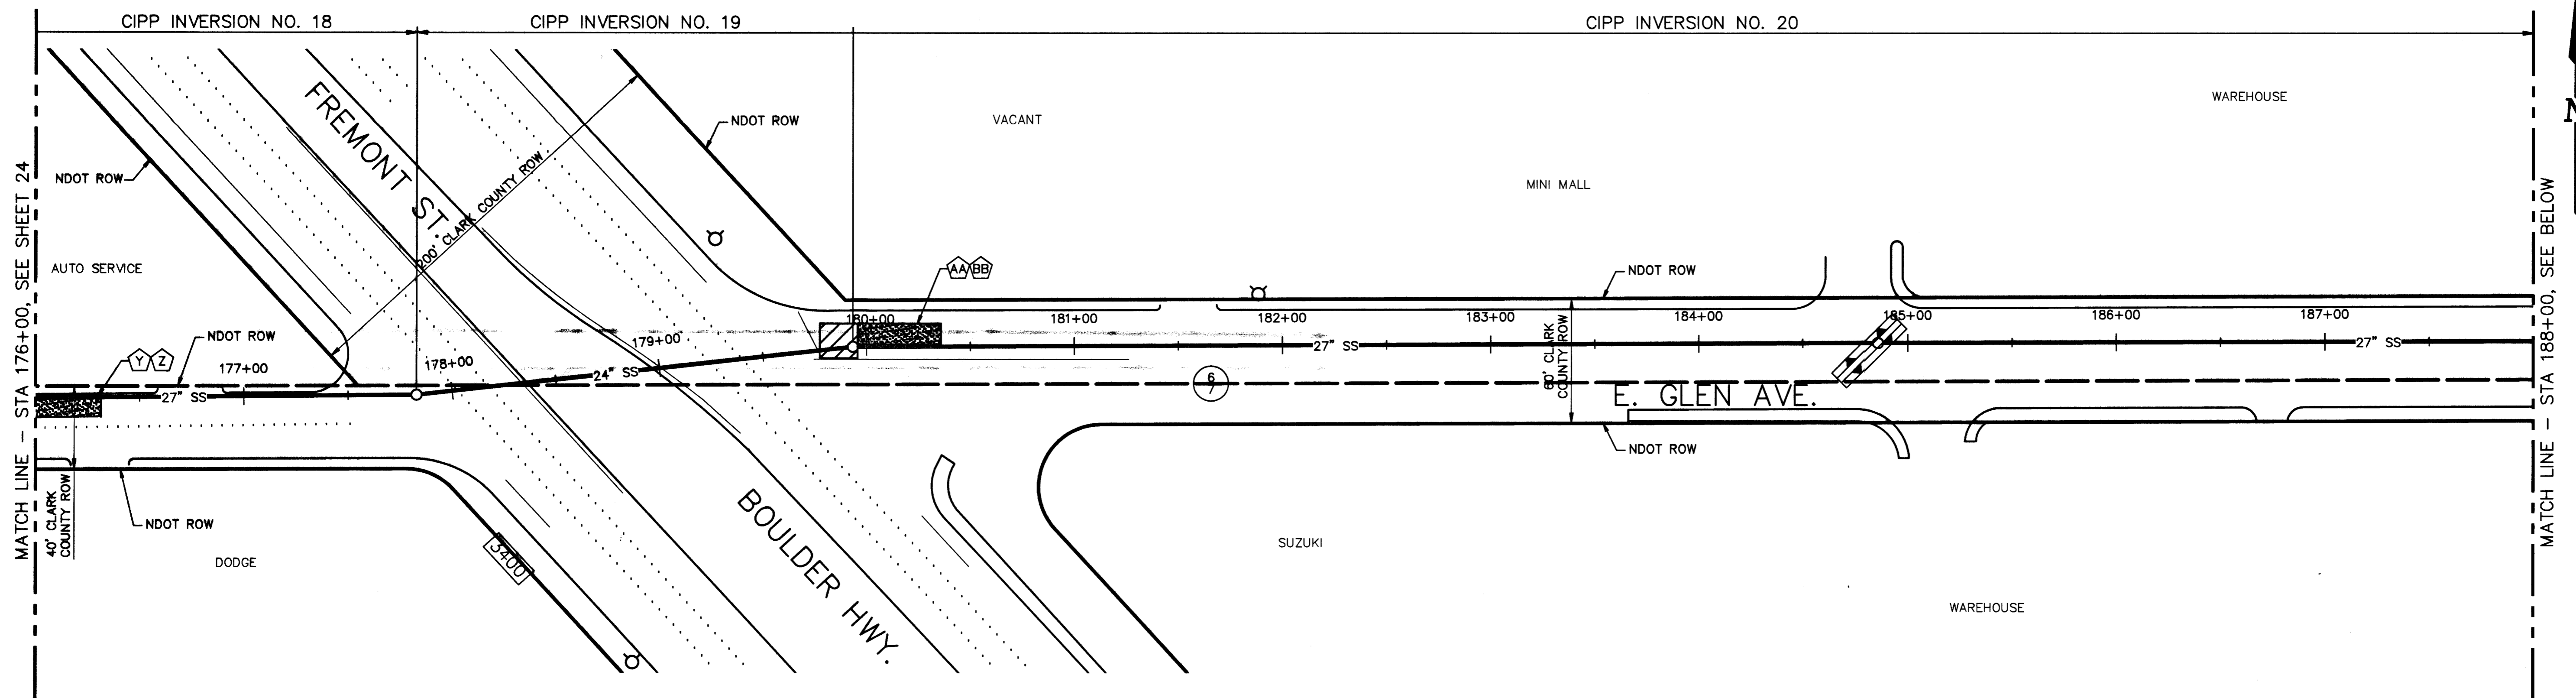 CIPP INVERSION NO. 18
CIPP INVERSION NO. 19
CIPP INVERSION NO. 20
MATCH LINE – STA 176+00, SEE SHEET 24
NDOT ROW
AUTO SERVICE
FREMONT ST.
200' CLARK COUNTY ROW
NDOT ROW
VACANT
WAREHOUSE
N
MINI MALL
AA BB
NDOT ROW
NDOT ROW
Y Z
177+00
178+00
179+00
180+00
181+00
182+00
183+00
184+00
185+00
186+00
187+00
27" SS
24" SS
27" SS
27" SS
6
7
60' CLARK
COUNTY ROW
E. GLEN AVE.
NDOT ROW
40' CLARK
COUNTY ROW
NDOT ROW
DODGE
3400
BOULDER HWY.
SUZUKI
WAREHOUSE
MATCH LINE – STA 188+00, SEE BELOW